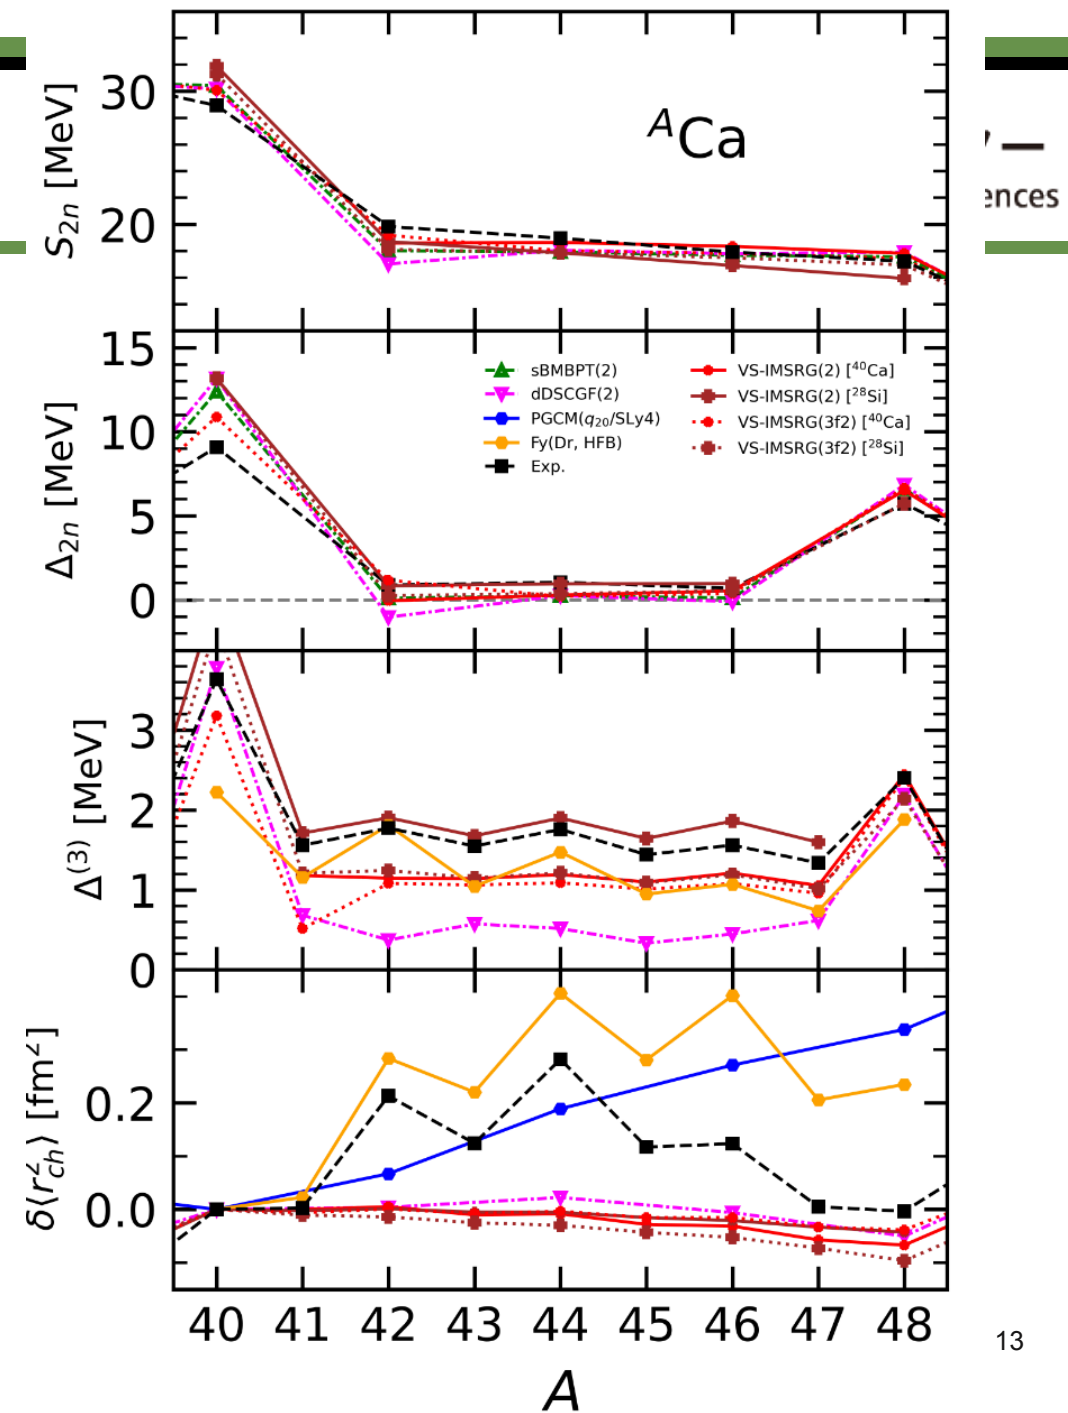 S₂ₙ [MeV]
30
20
ᴬCa
ences
Δ₂ₙ [MeV]
15
10
5
0
sBMBPT(2)
dDSCGF(2)
PGCM(q₂₀/SLy4)
Fy(Dr, HFB)
Exp.
VS-IMSRG(2) [⁴⁰Ca]
VS-IMSRG(2) [²⁸Si]
VS-IMSRG(3f2) [⁴⁰Ca]
VS-IMSRG(3f2) [²⁸Si]
Δ⁽³⁾ [MeV]
3
2
1
0
δ⟨r²ch⟩ [fm²]
0.2
0.0
40 41 42 43 44 45 46 47 48
A
13